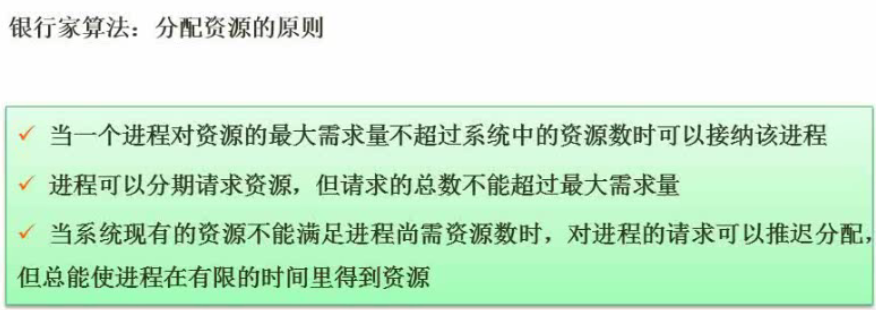 银行家算法：分配资源的原则
✓ 当一个进程对资源的最大需求量不超过系统中的资源数时可以接纳该进程
✓ 进程可以分期请求资源，但请求的总数不能超过最大需求量
✓ 当系统现有的资源不能满足进程尚需资源数时，对进程的请求可以推迟分配，
但总能使进程在有限的时间里得到资源